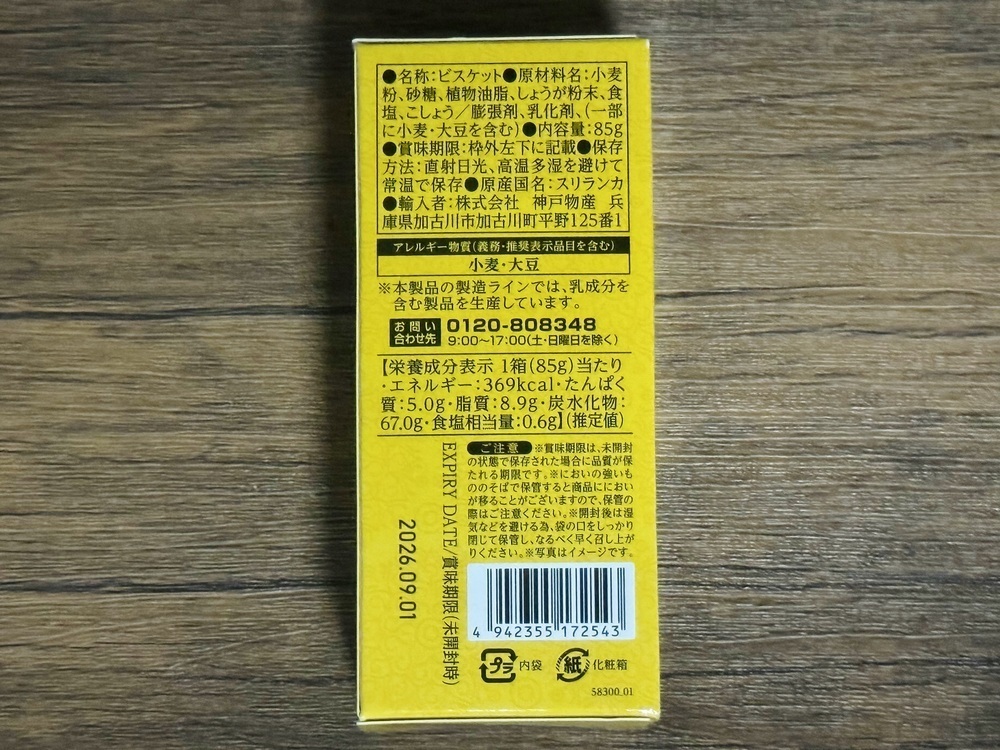 ●名称：ビスケット●原材料名：小麦
粉、砂糖、植物油脂、しょうが粉末、食
塩、こしょう／膨張剤、乳化剤、（一部
に小麦・大豆を含む）●内容量：85g
●賞味期限：枠外左下に記載●保存
方法：直射日光、高温多湿を避けて
常温で保存●原産国名：スリランカ
●輸入者：株式会社　神戸物産　兵
庫県加古川市加古川町平野125番1
アレルギー物質（義務・推奨表示品目を含む）
小麦・大豆
※本製品の製造ラインでは、乳成分を
含む製品を生産しています。
お問い
合わせ先
0120-808348
9:00〜17:00（土・日曜日を除く）
【栄養成分表示 1箱（85g）当たり
・エネルギー：369kcal・たんぱく
質：5.0g・脂質：8.9g・炭水化物：
67.0g・食塩相当量：0.6g】（推定値）
EXPIRY DATE/賞味期限（未開封時）
2026.09.01
ご注意 ※賞味期限は、未開封
の状態で保存された場合に品質が保
たれる期限です。※においの強いも
ののそばで保管すると商品ににおい
が移ることがございますので、保管の
際はご注意ください。※開封後は湿
気などを避ける為、袋の口をしっかり
閉じて保管し、なるべく早く召し上が
りください。※写真はイメージです。
4 942355 172543
プラ 内袋
紙 化粧箱
58300_01